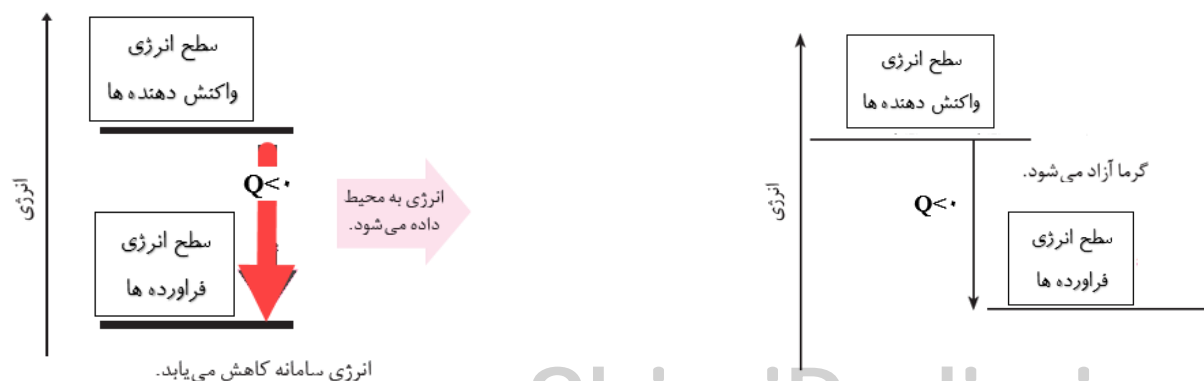 سطح انرژی
واکنش دهنده ها
Q<۰
انرژی
سطح انرژی
فراورده ها
انرژی به محیط
داده می‌شود.
انرژی سامانه کاهش می‌یابد.
سطح انرژی
واکنش دهنده ها
گرما آزاد می‌شود.
Q<۰
انرژی
سطح انرژی
فراورده ها